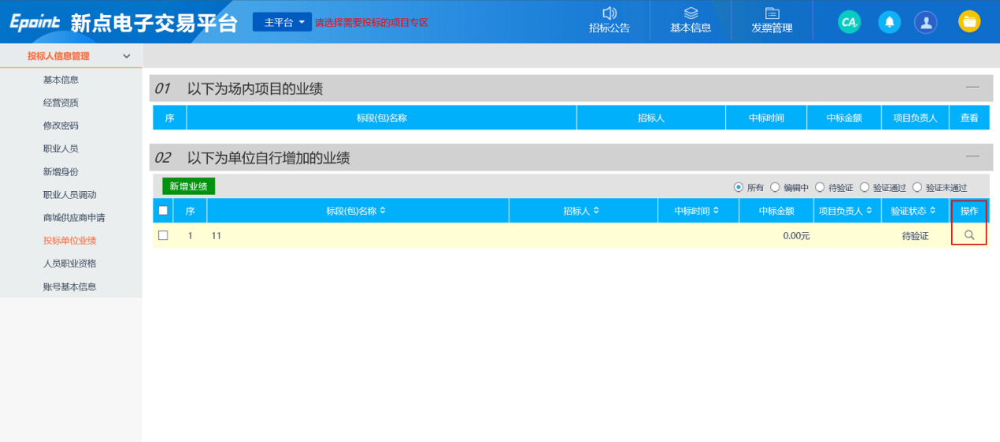 Epoint 新点电子交易平台 主平台 请选择需要投标的项目专区 招标公告 基本信息 发票管理 CA
投标人信息管理
基本信息
经营资质
修改密码
职业人员
新增身份
职业人员调动
商城供应商申请
投标单位业绩
人员职业资格
账号基本信息
01 以下为场内项目的业绩
序 标段(包)名称 招标人 中标时间 中标金额 项目负责人 查看
02 以下为单位自行增加的业绩
新增业绩 所有 编辑中 待验证 验证通过 验证未通过
序 标段(包)名称 招标人 中标时间 中标金额 项目负责人 验证状态 操作
1 11 0.00元 待验证